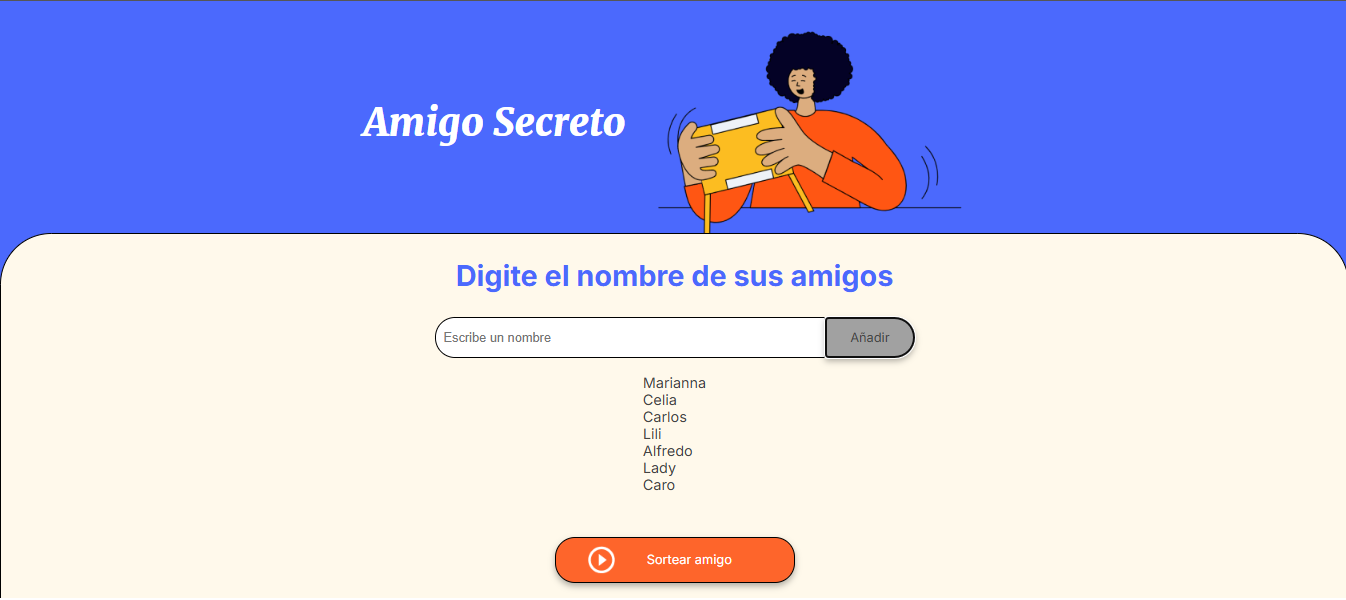 Amigo Secreto
Digite el nombre de sus amigos
Escribe un nombre
Añadir
Marianna
Celia
Carlos
Lili
Alfredo
Lady
Caro
Sortear amigo